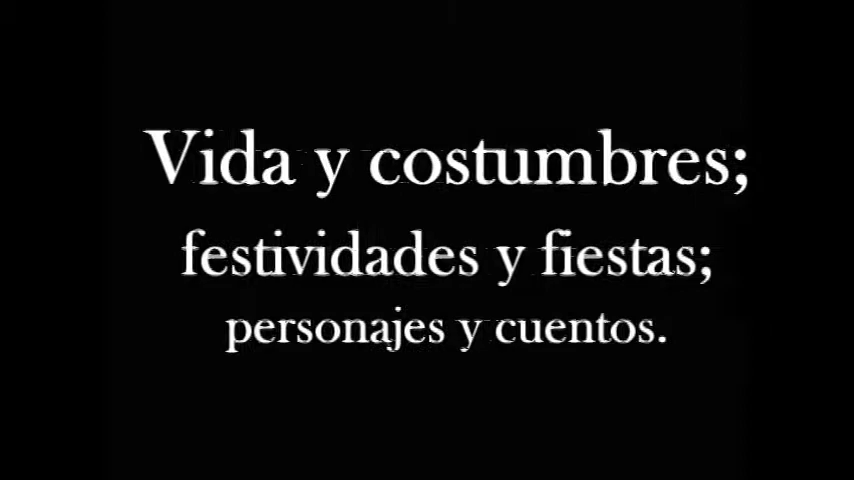 Vida y costumbres;
festividades y fiestas;
personajes y cuentos.